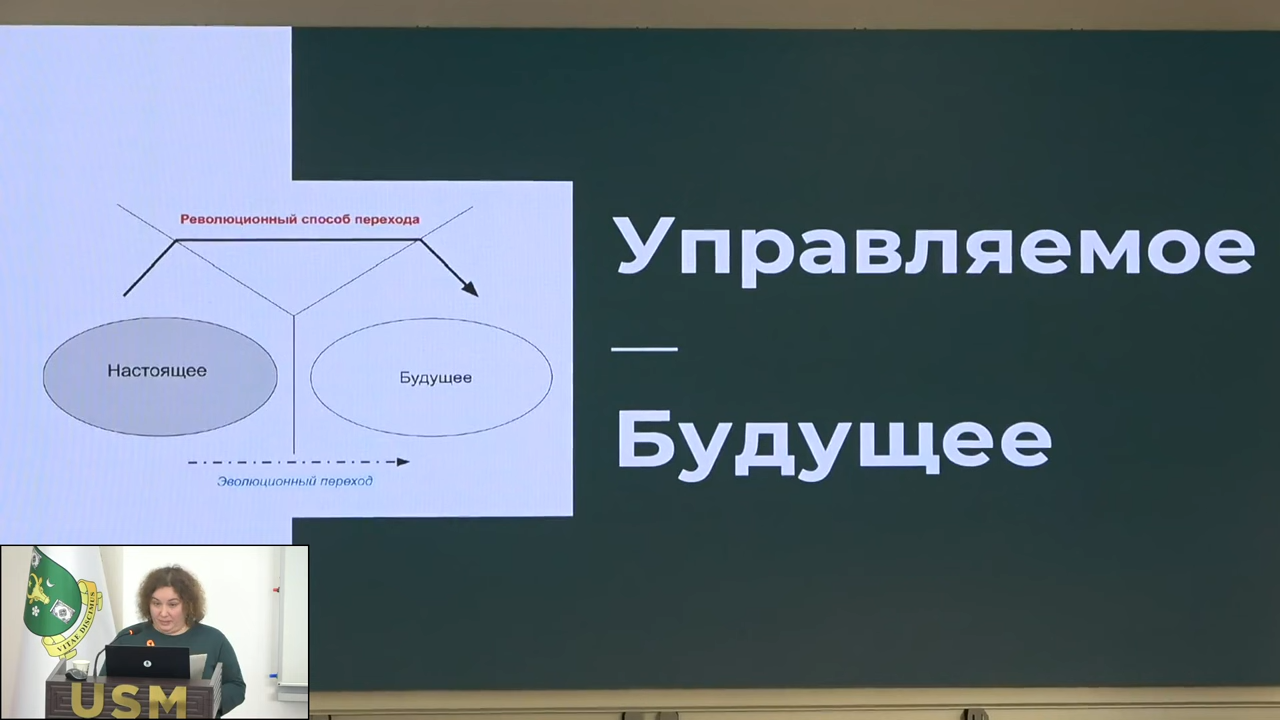 Революционный способ перехода
Настоящее
Будущее
Эволюционный переход
Управляемое
Будущее
VITAE DISCIMUS
USM